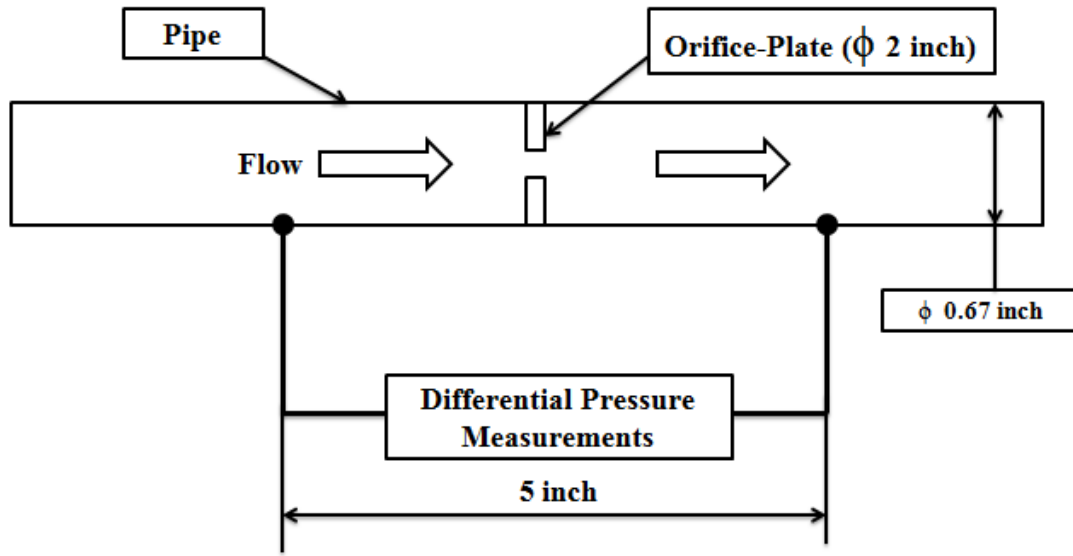 Pipe
Orifice-Plate (ϕ 2 inch)
Flow
ϕ 0.67 inch
Differential Pressure
Measurements
5 inch